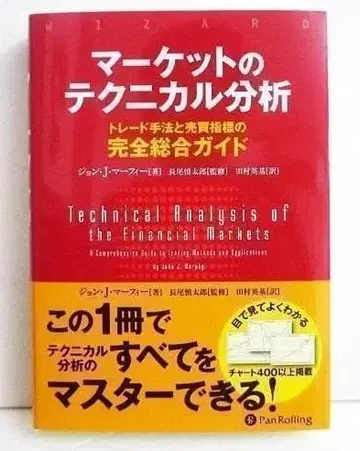 WIZARD
マーケットの
テクニカル分析
トレード手法と売買指標の
完全総合ガイド
ジョン・J・マーフィー[著] 長尾慎太郎[監修] 田村英基[訳]
Technical Analysis of
the Financial Markets
A Comprehensive Guide to Trading Methods and Applications
by John J. Murphy
ジョン・J・マーフィー[著] 長尾慎太郎[監修] 田村英基[訳]
この1冊で
テクニカル
分析の
すべてを
マスターできる!
目で見てよくわかる
チャート400以上掲載
PanRolling